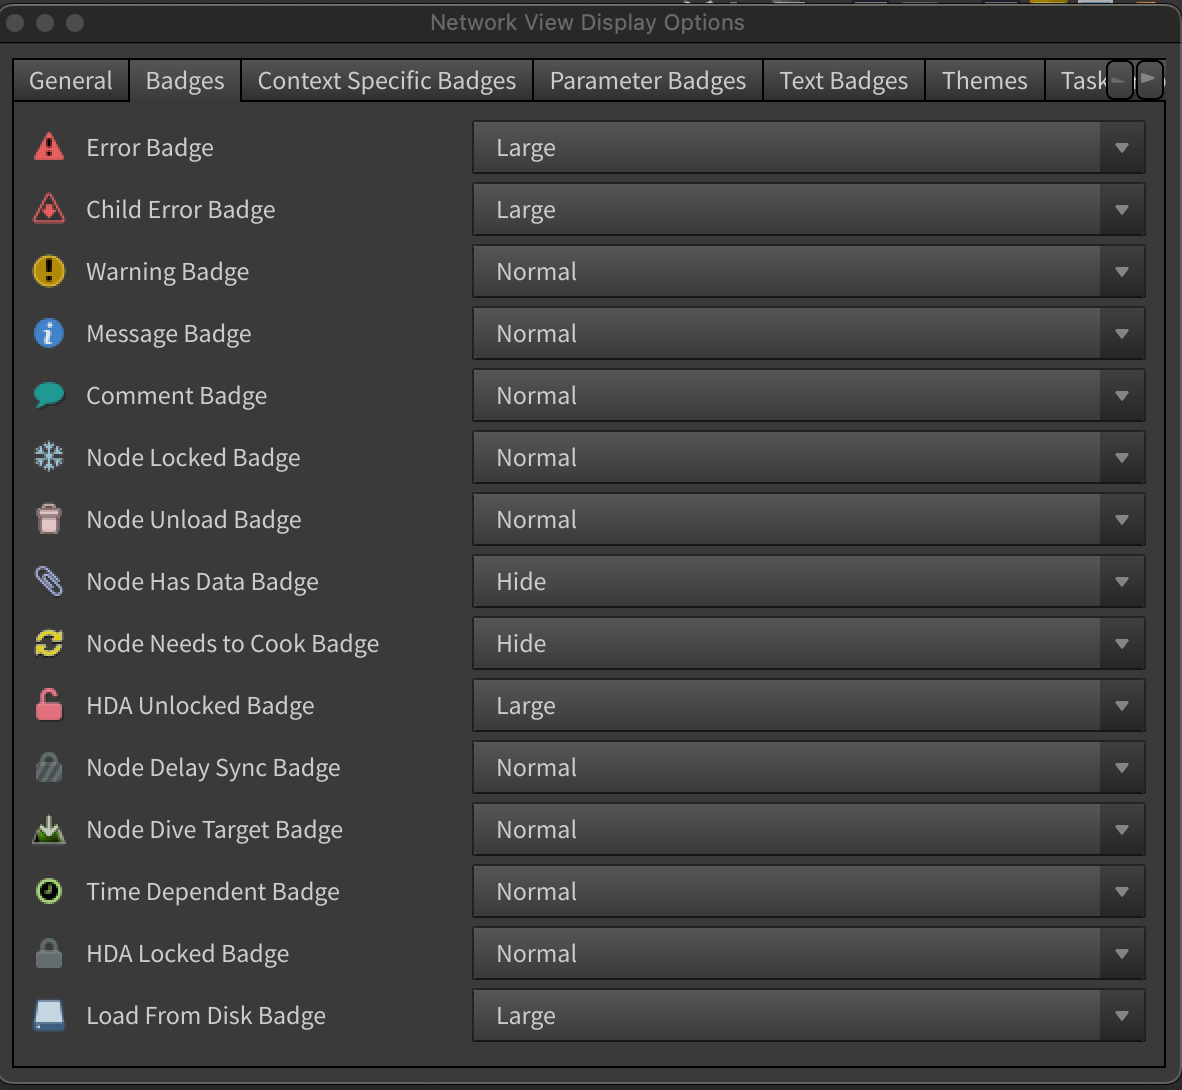 Network View Display Options
General Badges Context Specific Badges Parameter Badges Text Badges Themes Task
Error Badge Large
Child Error Badge Large
Warning Badge Normal
Message Badge Normal
Comment Badge Normal
Node Locked Badge Normal
Node Unload Badge Normal
Node Has Data Badge Hide
Node Needs to Cook Badge Hide
HDA Unlocked Badge Large
Node Delay Sync Badge Normal
Node Dive Target Badge Normal
Time Dependent Badge Normal
HDA Locked Badge Normal
Load From Disk Badge Large